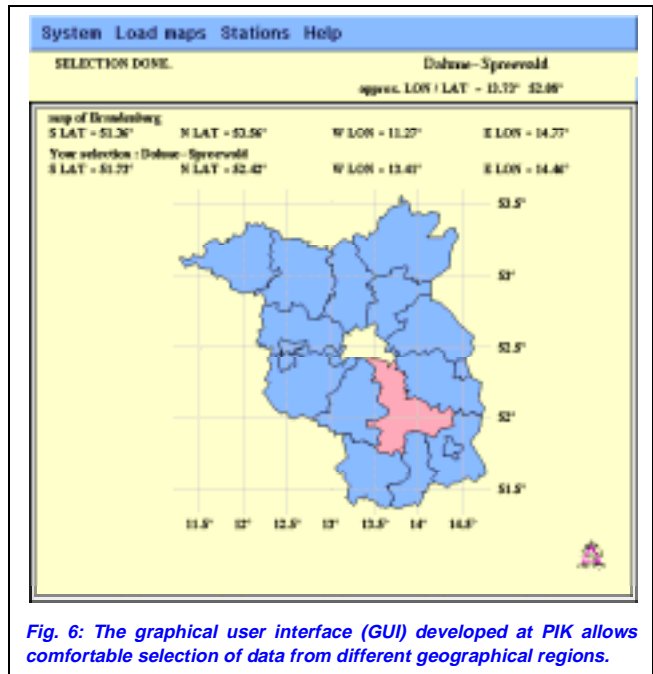 System Load maps Stations Help
SELECTION DONE.
Dahme-Spreewald
approx. LON / LAT - 13.73° 52.08°
map of Brandenburg
S LAT - 51.36° N LAT - 53.56° W LON - 11.27° E LON - 14.77°
Your selection : Dahme-Spreewald
S LAT - 51.73° N LAT - 52.42° W LON - 13.41° E LON - 14.46°
53.5°
53°
52.5°
52°
51.5°
11.5° 12° 12.5° 13° 13.5° 14° 14.5°
Fig. 6: The graphical user interface (GUI) developed at PIK allows
comfortable selection of data from different geographical regions.